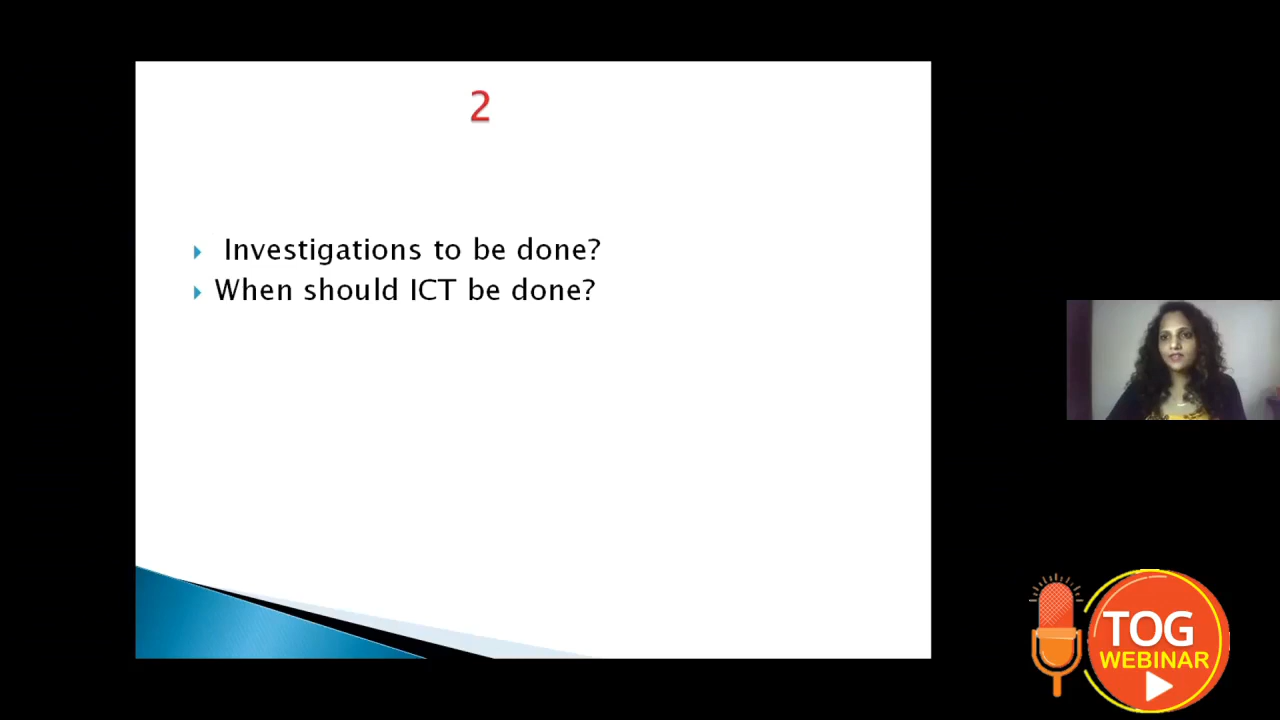 2
Investigations to be done?
When should ICT be done?
TOG
WEBINAR